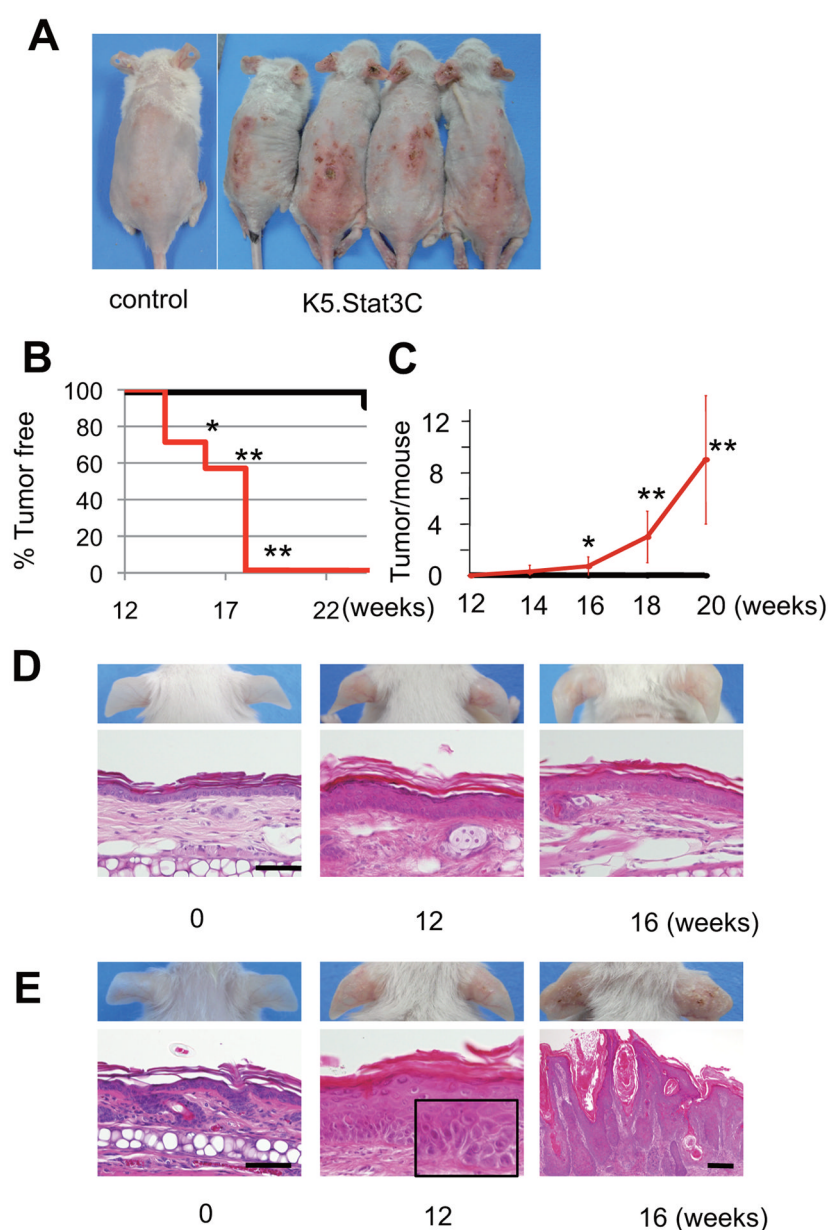 A
control K5.Stat3C
B
% Tumor free
100
80
60
40
20
0
*
**
**
12 17 22 (weeks)
C
Tumor/mouse
12
8
4
0
*
**
**
12 14 16 18 20 (weeks)
D
0 12 16 (weeks)
E
0 12 16 (weeks)